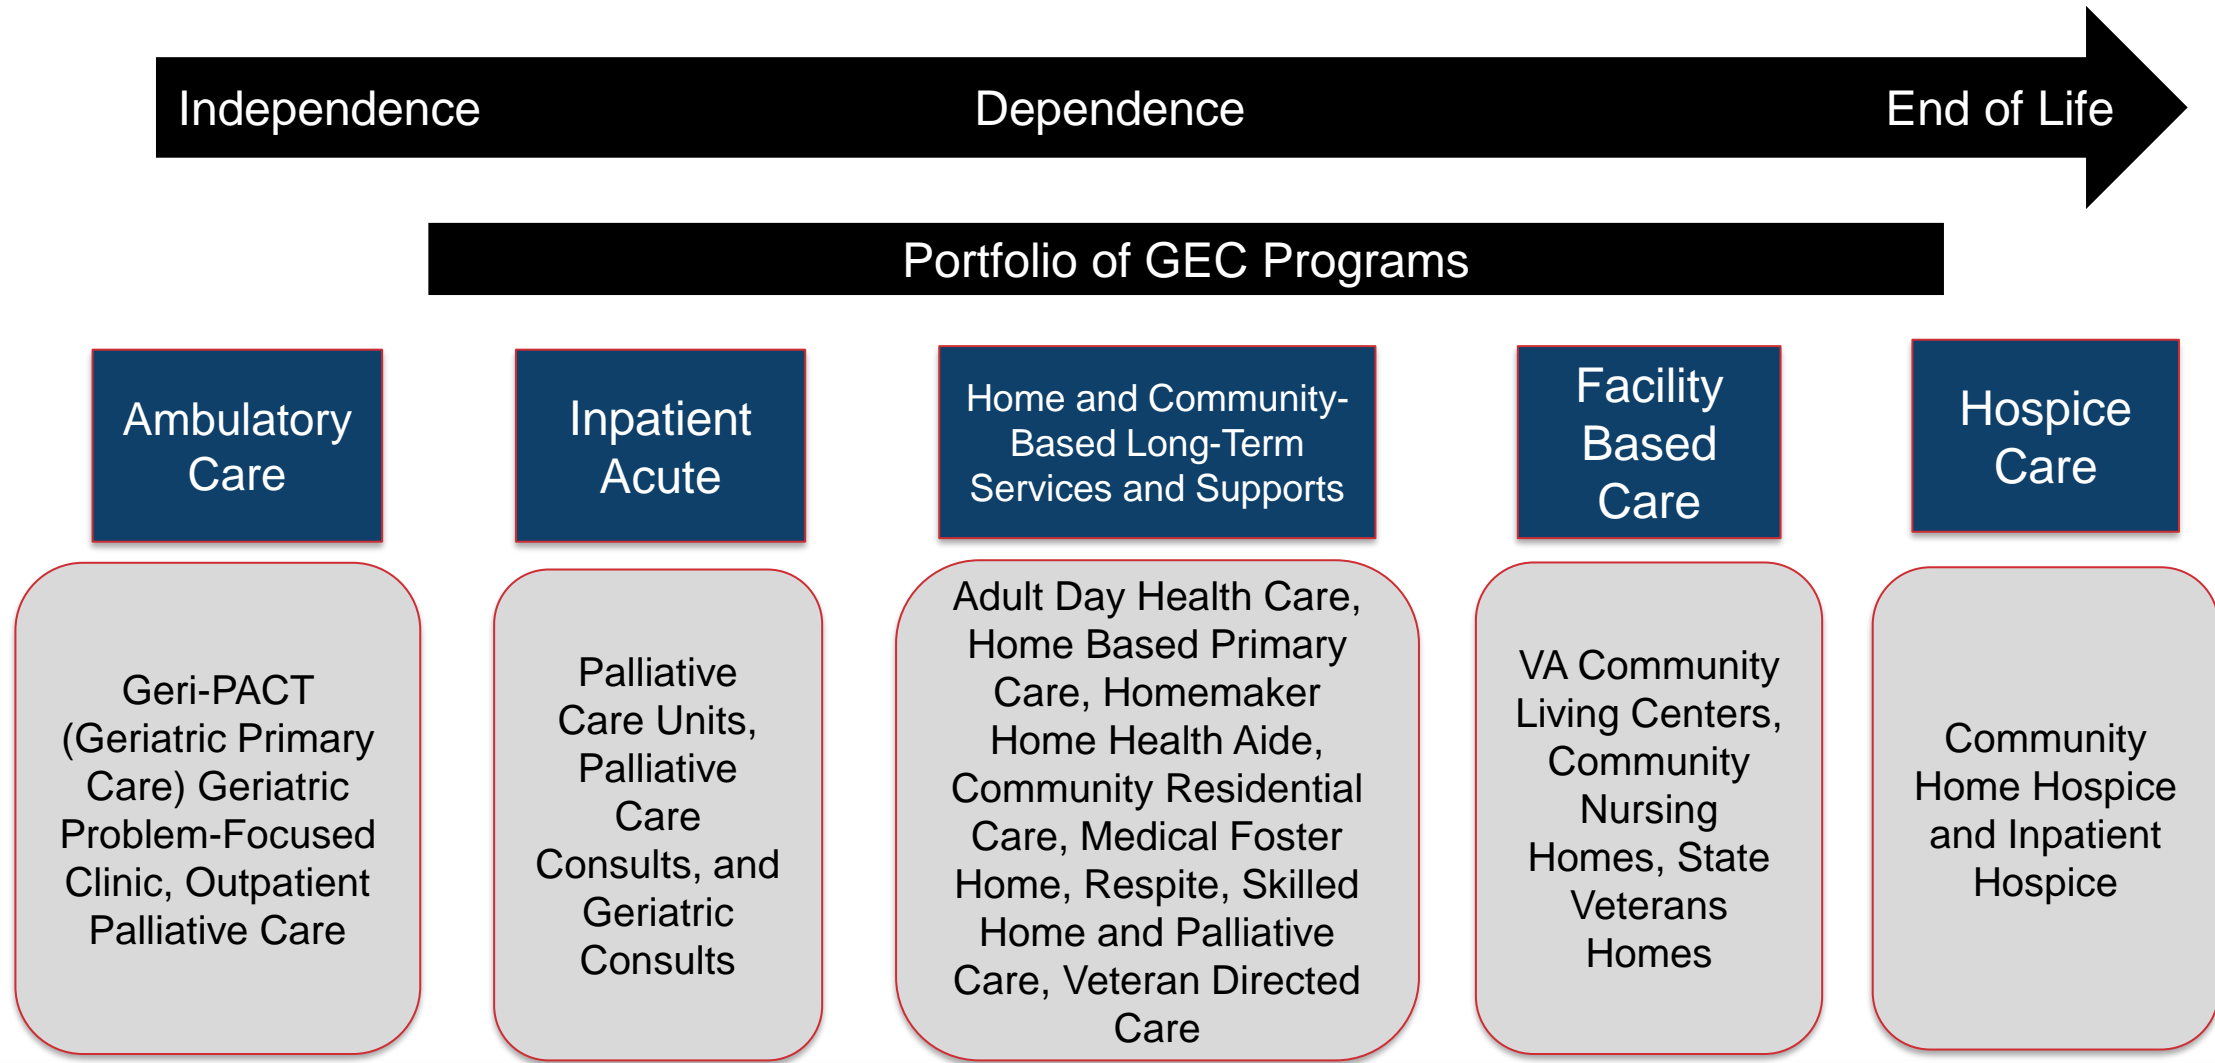 Independence Dependence End of Life
Portfolio of GEC Programs
Ambulatory
Care
Inpatient
Acute
Home and Community-
Based Long-Term
Services and Supports
Facility
Based
Care
Hospice
Care
Geri-PACT
(Geriatric Primary
Care) Geriatric
Problem-Focused
Clinic, Outpatient
Palliative Care
Palliative
Care Units,
Palliative
Care
Consults, and
Geriatric
Consults
Adult Day Health Care,
Home Based Primary
Care, Homemaker
Home Health Aide,
Community Residential
Care, Medical Foster
Home, Respite, Skilled
Home and Palliative
Care, Veteran Directed
Care
VA Community
Living Centers,
Community
Nursing
Homes, State
Veterans
Homes
Community
Home Hospice
and Inpatient
Hospice